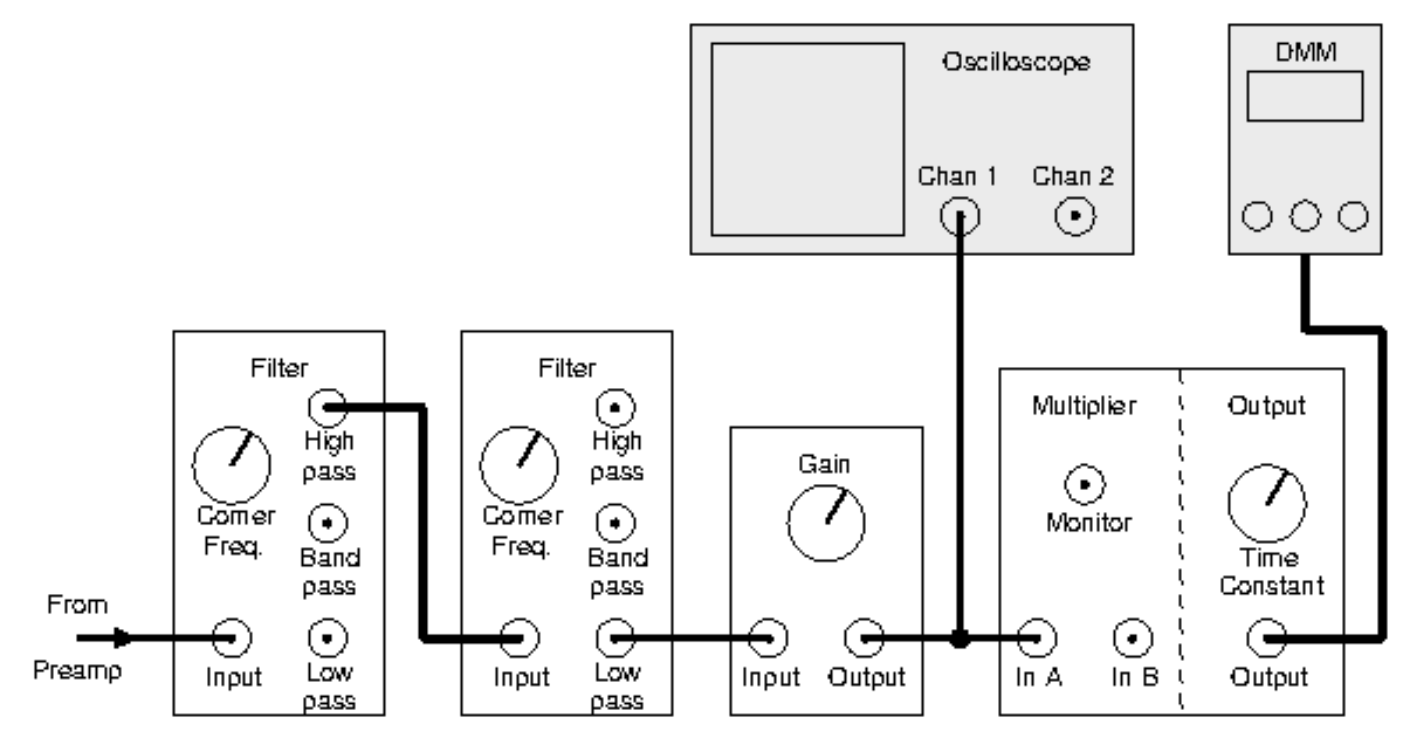 Oscilloscope
DMM
Chan 1
Chan 2
Filter
High
pass
Corner
Freq.
Band
pass
From
Preamp
Input
Low
pass
Filter
High
pass
Corner
Freq.
Band
pass
Input
Low
pass
Gain
Input
Output
Multiplier
Monitor
In A
In B
Output
Time
Constant
Output